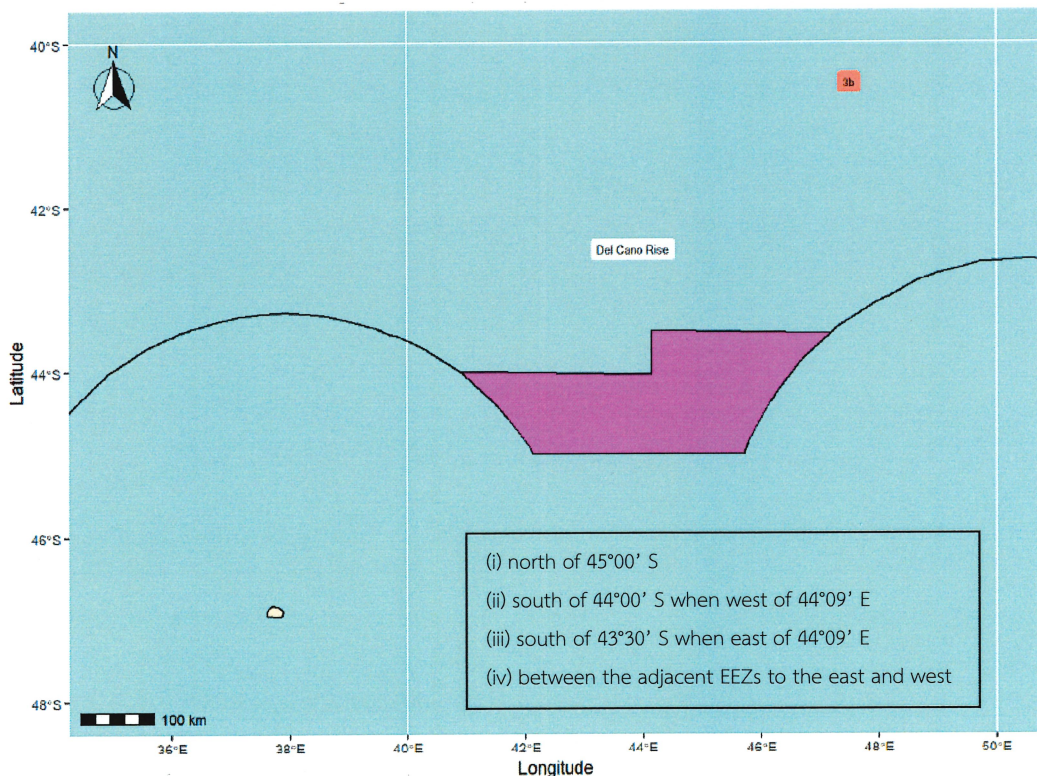 40°S
N
3b
42°S
Del Cano Rise
Latitude
44°S
46°S
(i) north of 45°00' S
(ii) south of 44°00' S when west of 44°09' E
(iii) south of 43°30' S when east of 44°09' E
(iv) between the adjacent EEZs to the east and west
48°S
100 km
36°E
38°E
40°E
42°E
44°E
46°E
48°E
50°E
Longitude